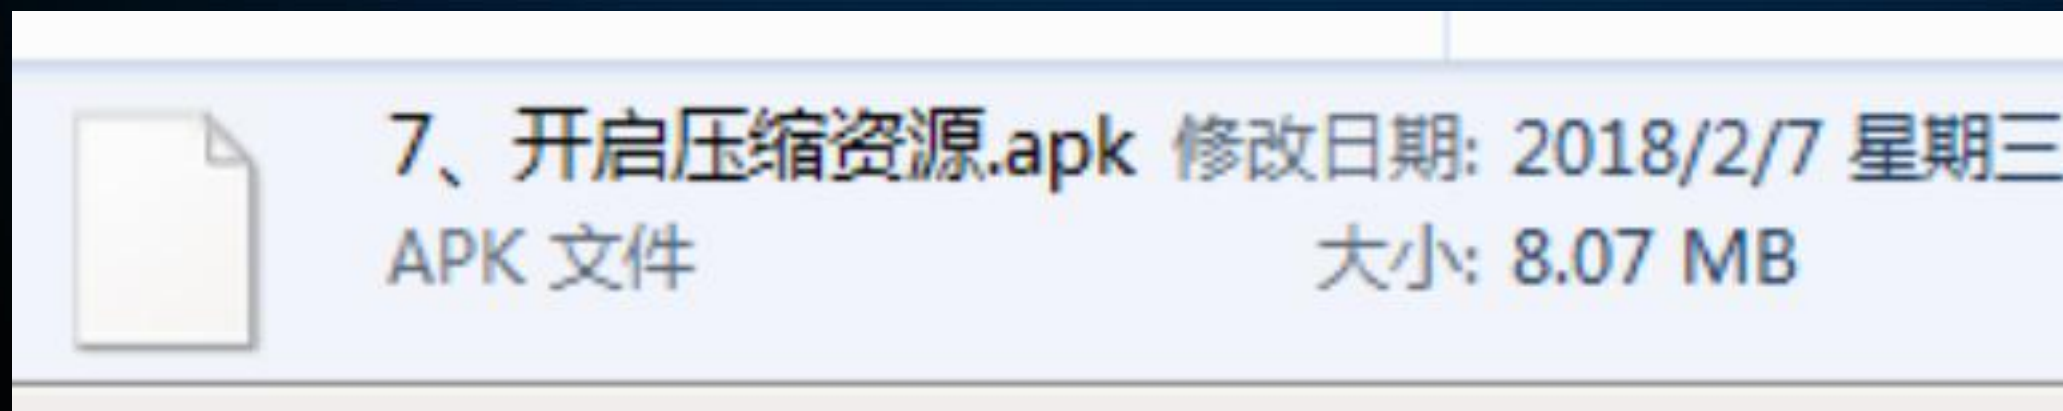 7、开启压缩资源.apk 修改日期: 2018/2/7 星期三
APK 文件 大小: 8.07 MB